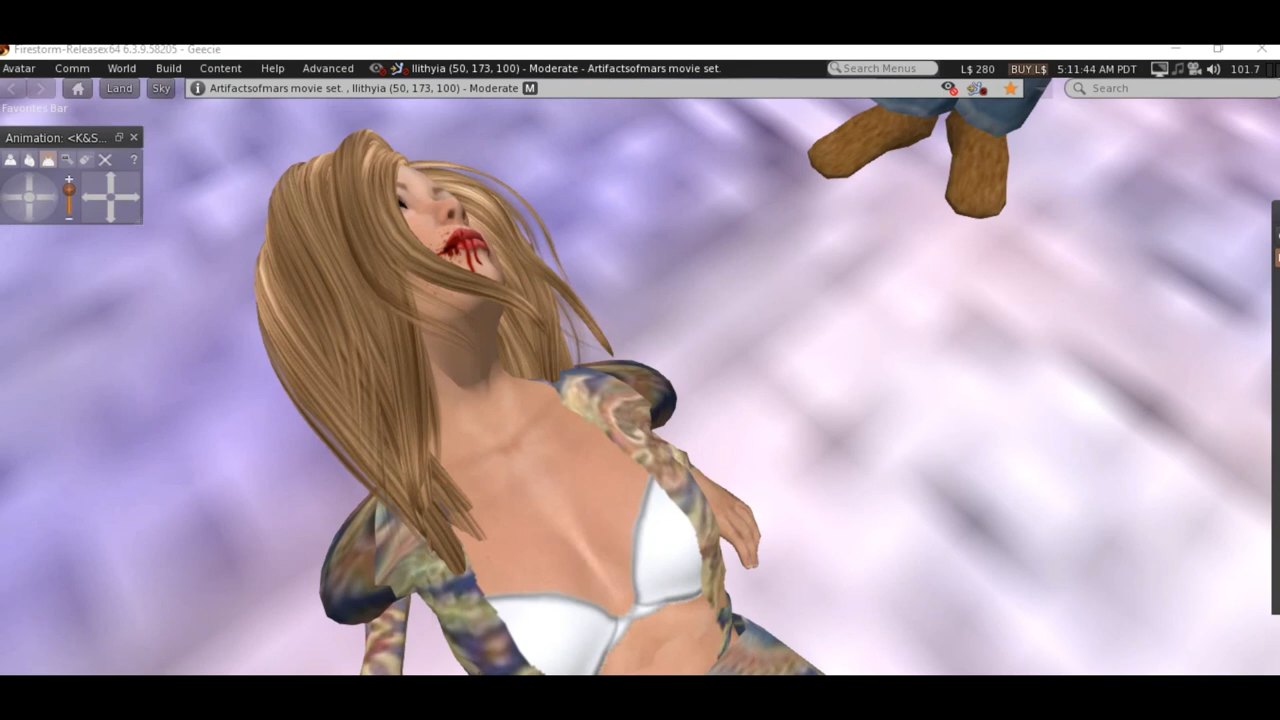 Firestorm-Releasex64 6.3.9.58205 - Geecie
Avatar Comm World Build Content Help Advanced Ilithyia (50, 173, 100) - Moderate - Artifactsofmars movie set. Search Menus L$ 280 BUY L$ 5:11:44 AM PDT 101.7
Land Sky Artifactsofmars movie set. , Ilithyia (50, 173, 100) - Moderate M Search
Favorites Bar
Animation: <K&S...
?